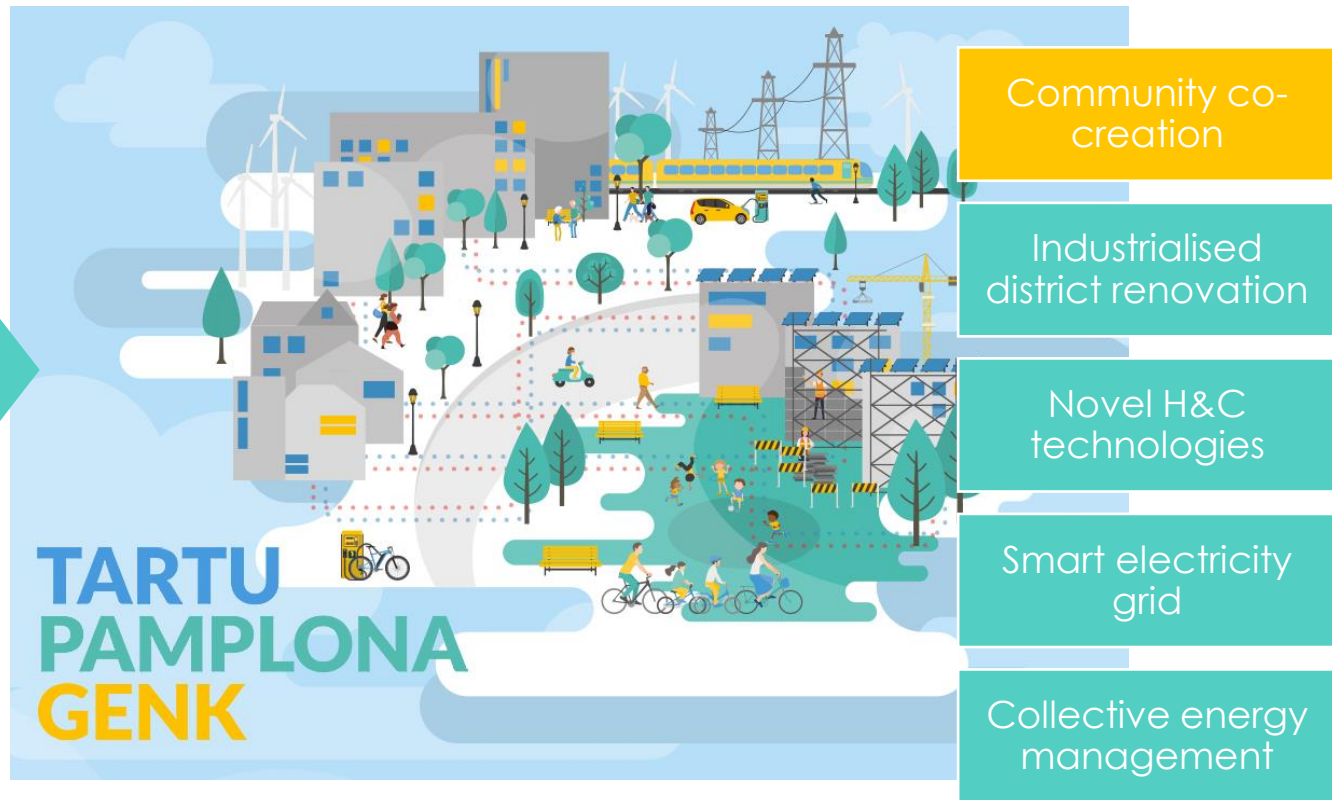 TARTU
PAMPLONA
GENK
Community co-
creation
Industrialised
district renovation
Novel H&C
technologies
Smart electricity
grid
Collective energy
management